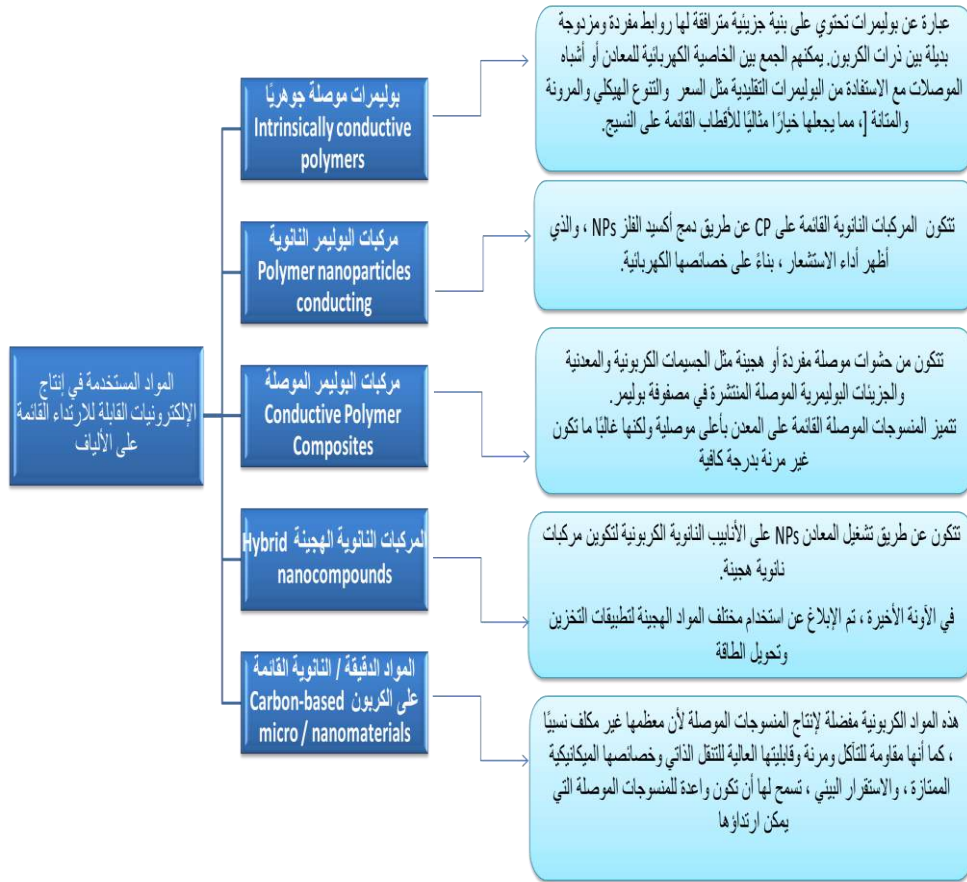 المواد المستخدمة في إنتاج
الإلكترونيات القابلة للارتداء القائمة
على الألياف
بوليمرات موصلة جوهريًا
Intrinsically conductive
polymers
عبارة عن بوليمرات تحتوي على بنية جزيئية مترافقة لها روابط مفردة ومزدوجة
بديلة بين ذرات الكربون. يمكنهم الجمع بين الخاصية الكهربائية للمعادن أو أشباه
الموصلات مع الاستفادة من البوليمرات التقليدية مثل السعر والتنوع الهيكلي والمرونة
والمتانة [، مما يجعلها خيارًا مثاليًا للأقطاب القائمة على النسيج.
مركبات البوليمر النانوية
Polymer nanoparticles
conducting
تتكون المركبات النانوية القائمة على CP عن طريق دمج أكسيد الفلز NPs ، والذي
أظهر أداء الاستشعار ، بناءً على خصائصها الكهربائية.
مركبات البوليمر الموصلة
Conductive Polymer
Composites
تتكون من حشوات موصلة مفردة أو هجينة مثل الجسيمات الكربونية والمعدنية
والجزيئات البوليمرية الموصلة المنتشرة في مصفوفة بوليمر.
تتميز المنسوجات الموصلة القائمة على المعدن بأعلى موصلية ولكنها غالبًا ما تكون
غير مرنة بدرجة كافية
المركبات النانوية الهجينة Hybrid
nanocompounds
تتكون عن طريق تشغيل المعادن NPs على الأنابيب النانوية الكربونية لتكوين مركبات
نانوية هجينة.
في الآونة الأخيرة ، تم الإبلاغ عن استخدام مختلف المواد الهجينة لتطبيقات التخزين
وتحويل الطاقة
المواد الدقيقة / النانوية القائمة
على الكربون Carbon-based
micro / nanomaterials
هذه المواد الكربونية مفضلة لإنتاج المنسوجات الموصلة لأن معظمها غير مكلف نسبيًا
، كما أنها مقاومة للتآكل ومرنة وقابليتها العالية للتنقل الذاتي وخصائصها الميكانيكية
الممتازة ، والاستقرار البيئي ، تسمح لها أن تكون واعدة للمنسوجات الموصلة التي
يمكن ارتداؤها